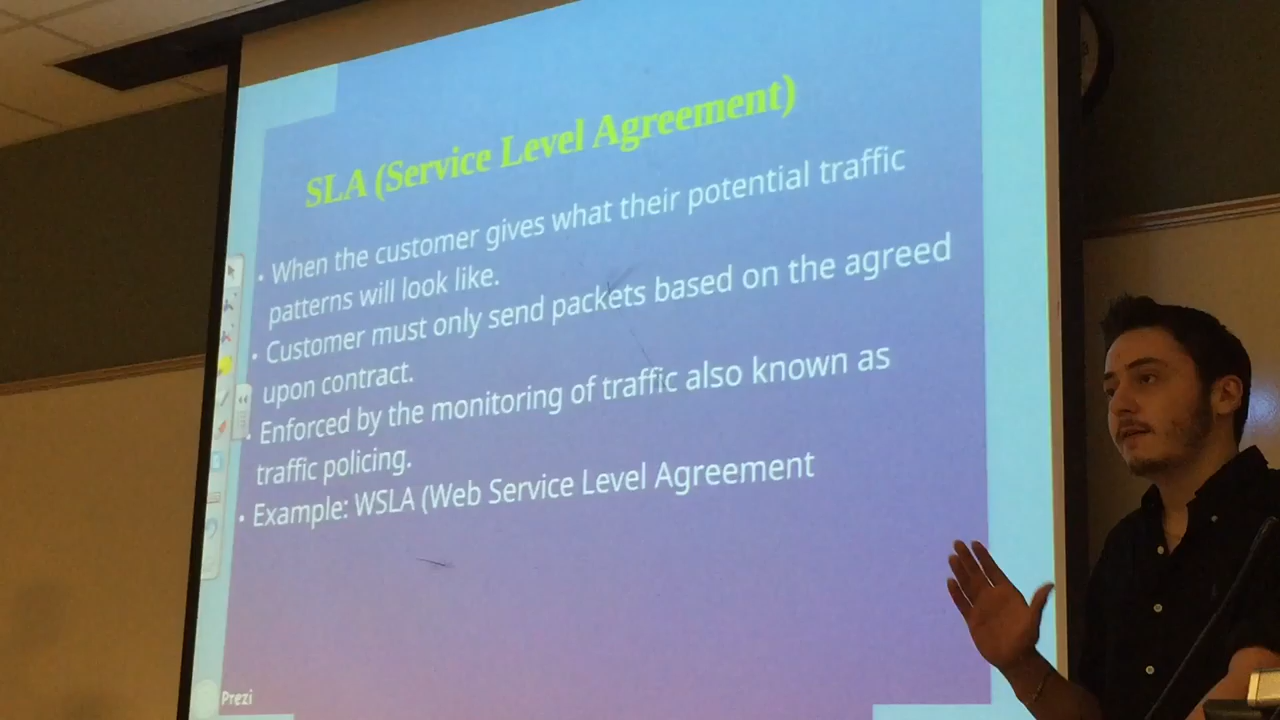 SLA (Service Level Agreement)
• When the customer gives what their potential traffic
patterns will look like.
• Customer must only send packets based on the agreed
upon contract.
• Enforced by the monitoring of traffic also known as
traffic policing.
• Example: WSLA (Web Service Level Agreement
Prezi